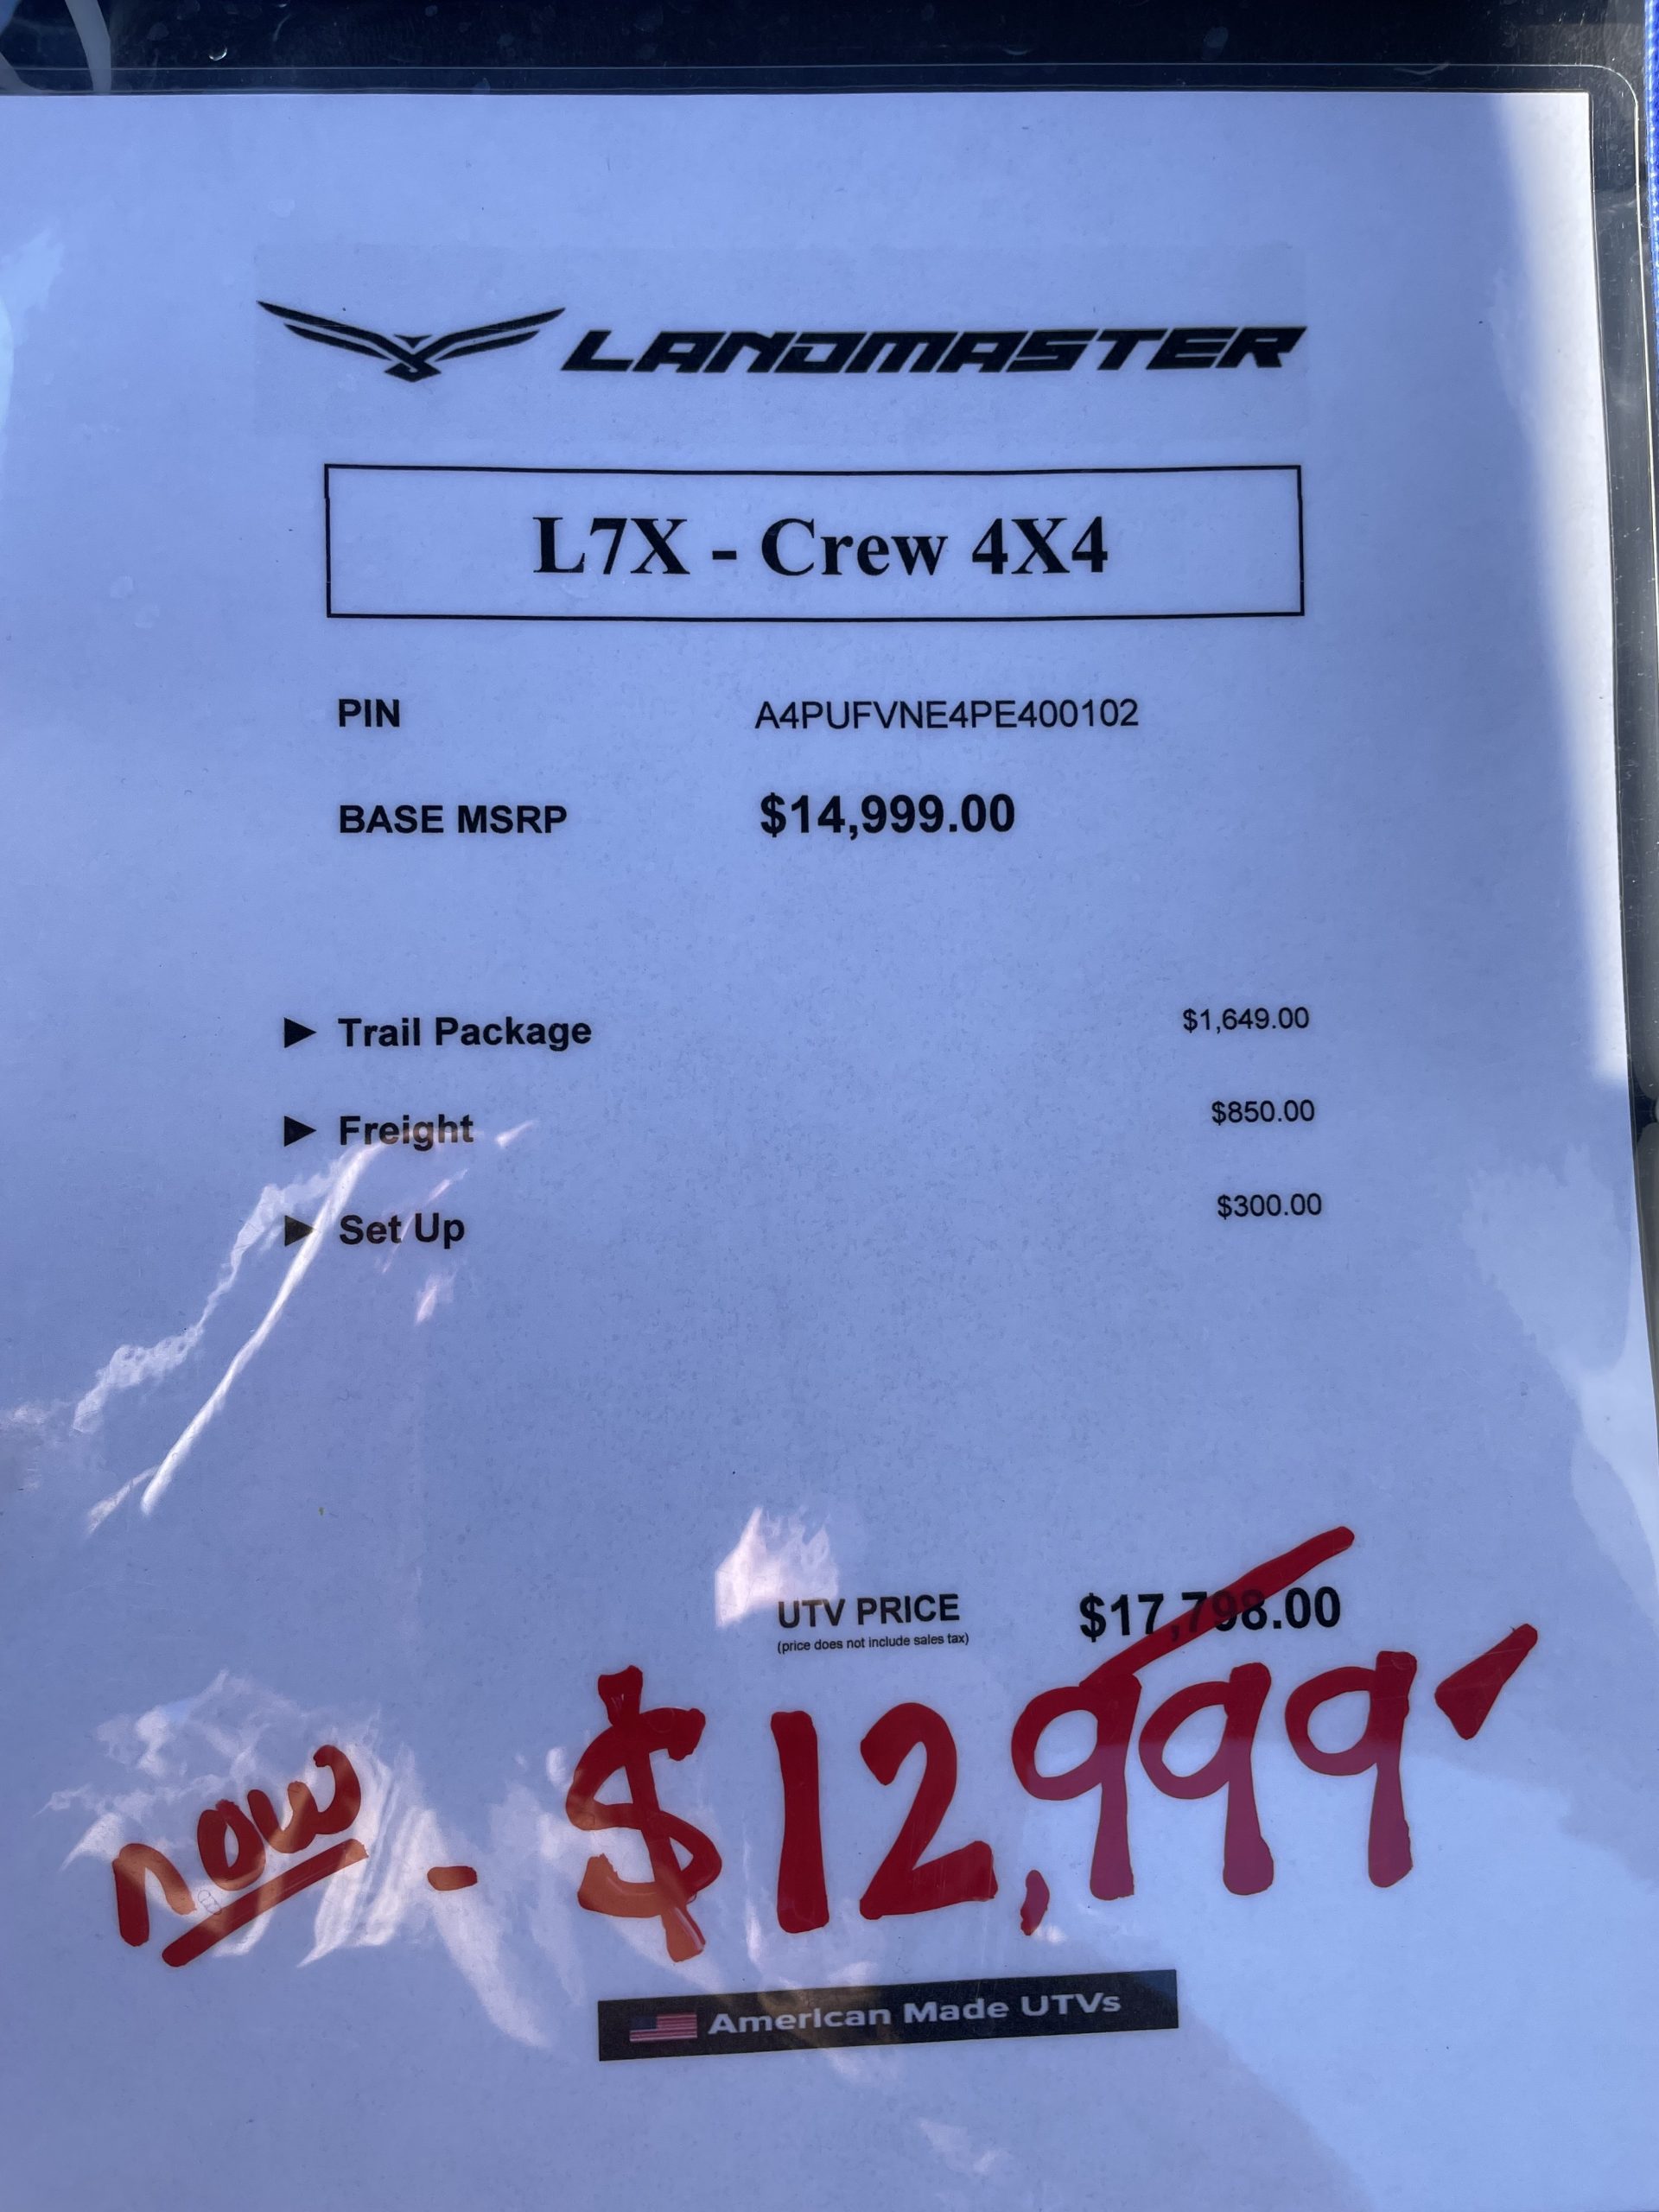 LANDMASTER
L7X - Crew 4X4
PIN A4PUFVNE4PE400102
BASE MSRP $14,999.00
► Trail Package $1,649.00
► Freight $850.00
► Set Up $300.00
UTV PRICE $17,798.00
(price does not include sales tax)
now - $12,999
American Made UTVs